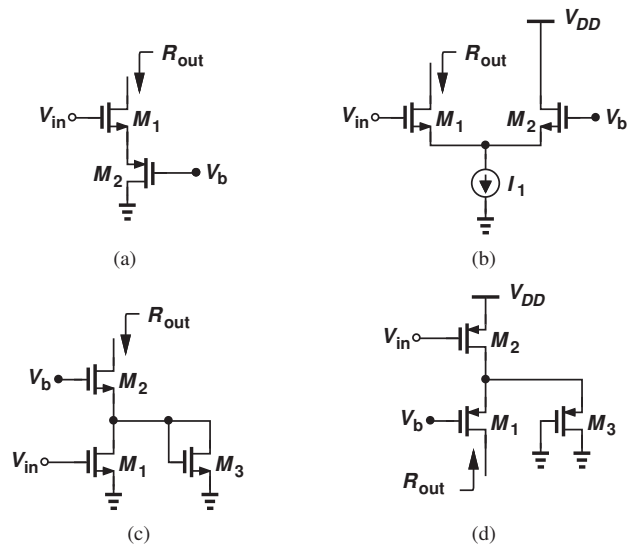 R_out
V_in
M_1
M_2
V_b
(a)
V_DD
R_out
V_in
M_1
M_2
V_b
I_1
(b)
R_out
V_b
M_2
V_in
M_1
M_3
(c)
V_DD
V_in
M_2
V_b
M_1
M_3
R_out
(d)